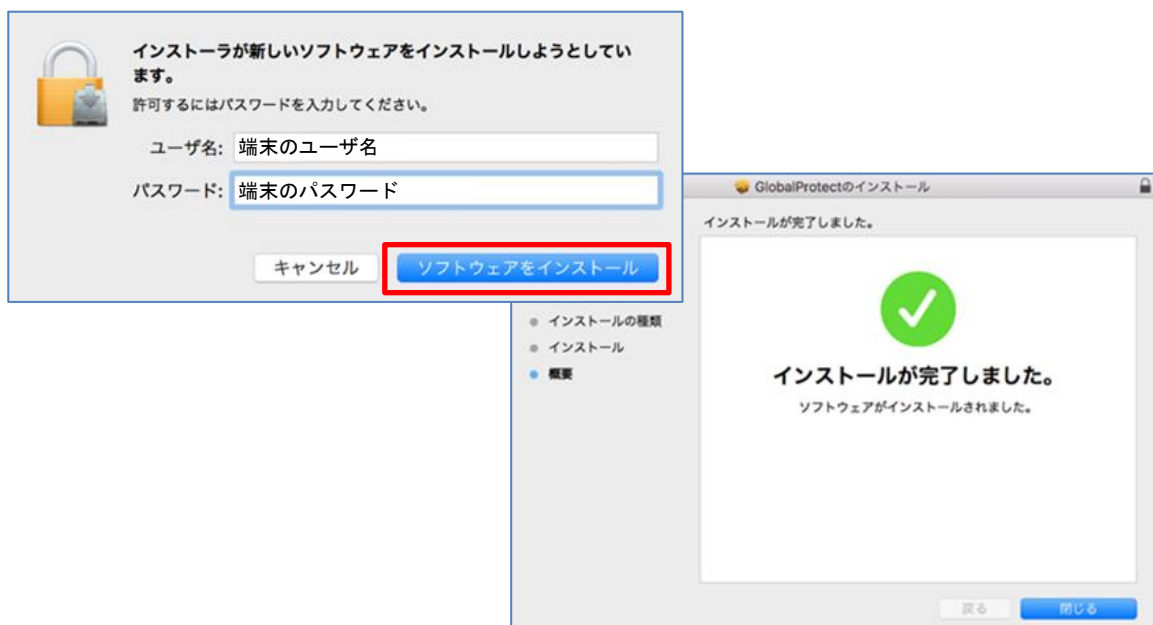 インストーラが新しいソフトウェアをインストールしようとしてい
ます。
許可するにはパスワードを入力してください。
ユーザ名: 端末のユーザ名
パスワード: 端末のパスワード
キャンセル ソフトウェアをインストール
GlobalProtectのインストール
インストールが完了しました。
インストールの種類
インストール
概要
インストールが完了しました。
ソフトウェアがインストールされました。
戻る 閉じる